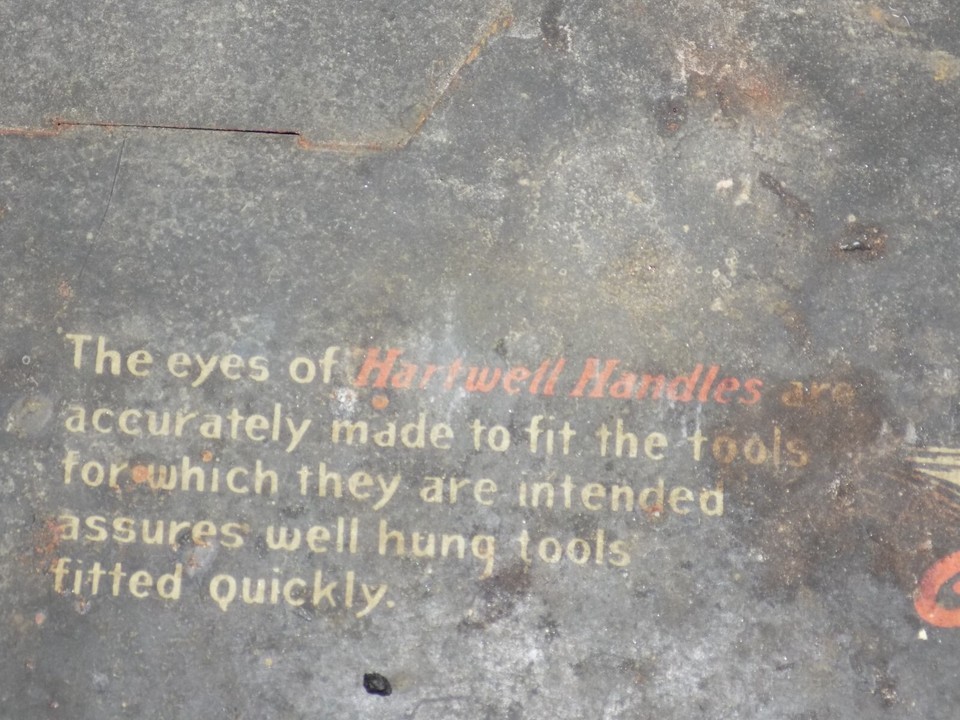 The eyes of Hartwell Handles are
accurately made to fit the tools
for which they are intended
assures well hung tools
fitted quickly.